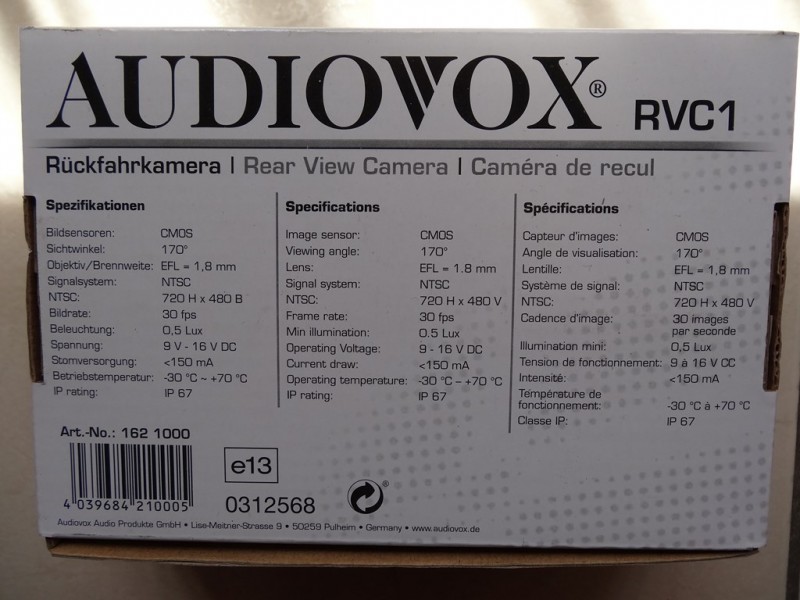 AUDIOVOX® RVC1
Rückfahrkamera | Rear View Camera | Caméra de recul
Spezifikationen
Bildsensoren: CMOS
Sichtwinkel: 170°
Objektiv/Brennweite: EFL = 1,8 mm
Signalsystem: NTSC
NTSC: 720 H x 480 B
Bildrate: 30 fps
Beleuchtung: 0,5 Lux
Spannung: 9 V - 16 V DC
Stomversorgung: <150 mA
Betriebstemperatur: -30 °C ~ +70 °C
IP rating: IP 67
Specifications
Image sensor: CMOS
Viewing angle: 170°
Lens: EFL = 1.8 mm
Signal system: NTSC
NTSC: 720 H x 480 V
Frame rate: 30 fps
Min illumination: 0.5 Lux
Operating Voltage: 9 - 16 V DC
Current draw: <150 mA
Operating temperature: -30 °C ~ +70 °C
IP rating: IP 67
Spécifications
Capteur d'images: CMOS
Angle de visualisation: 170°
Lentille: EFL = 1,8 mm
Système de signal: NTSC
NTSC: 720 H x 480 V
Cadence d'image: 30 images
par seconde
Illumination mini: 0,5 Lux
Tension de fonctionnement: 9 à 16 V CC
Intensité: <150 mA
Température de
fonctionnement: -30 °C à +70 °C
Classe IP: IP 67
Art.-No.: 162 1000
4 039684 210005
e13
0312568
Audiovox Audio Produkte GmbH • Lise-Meitner-Strasse 9 • 50259 Pulheim • Germany • www.audiovox.de